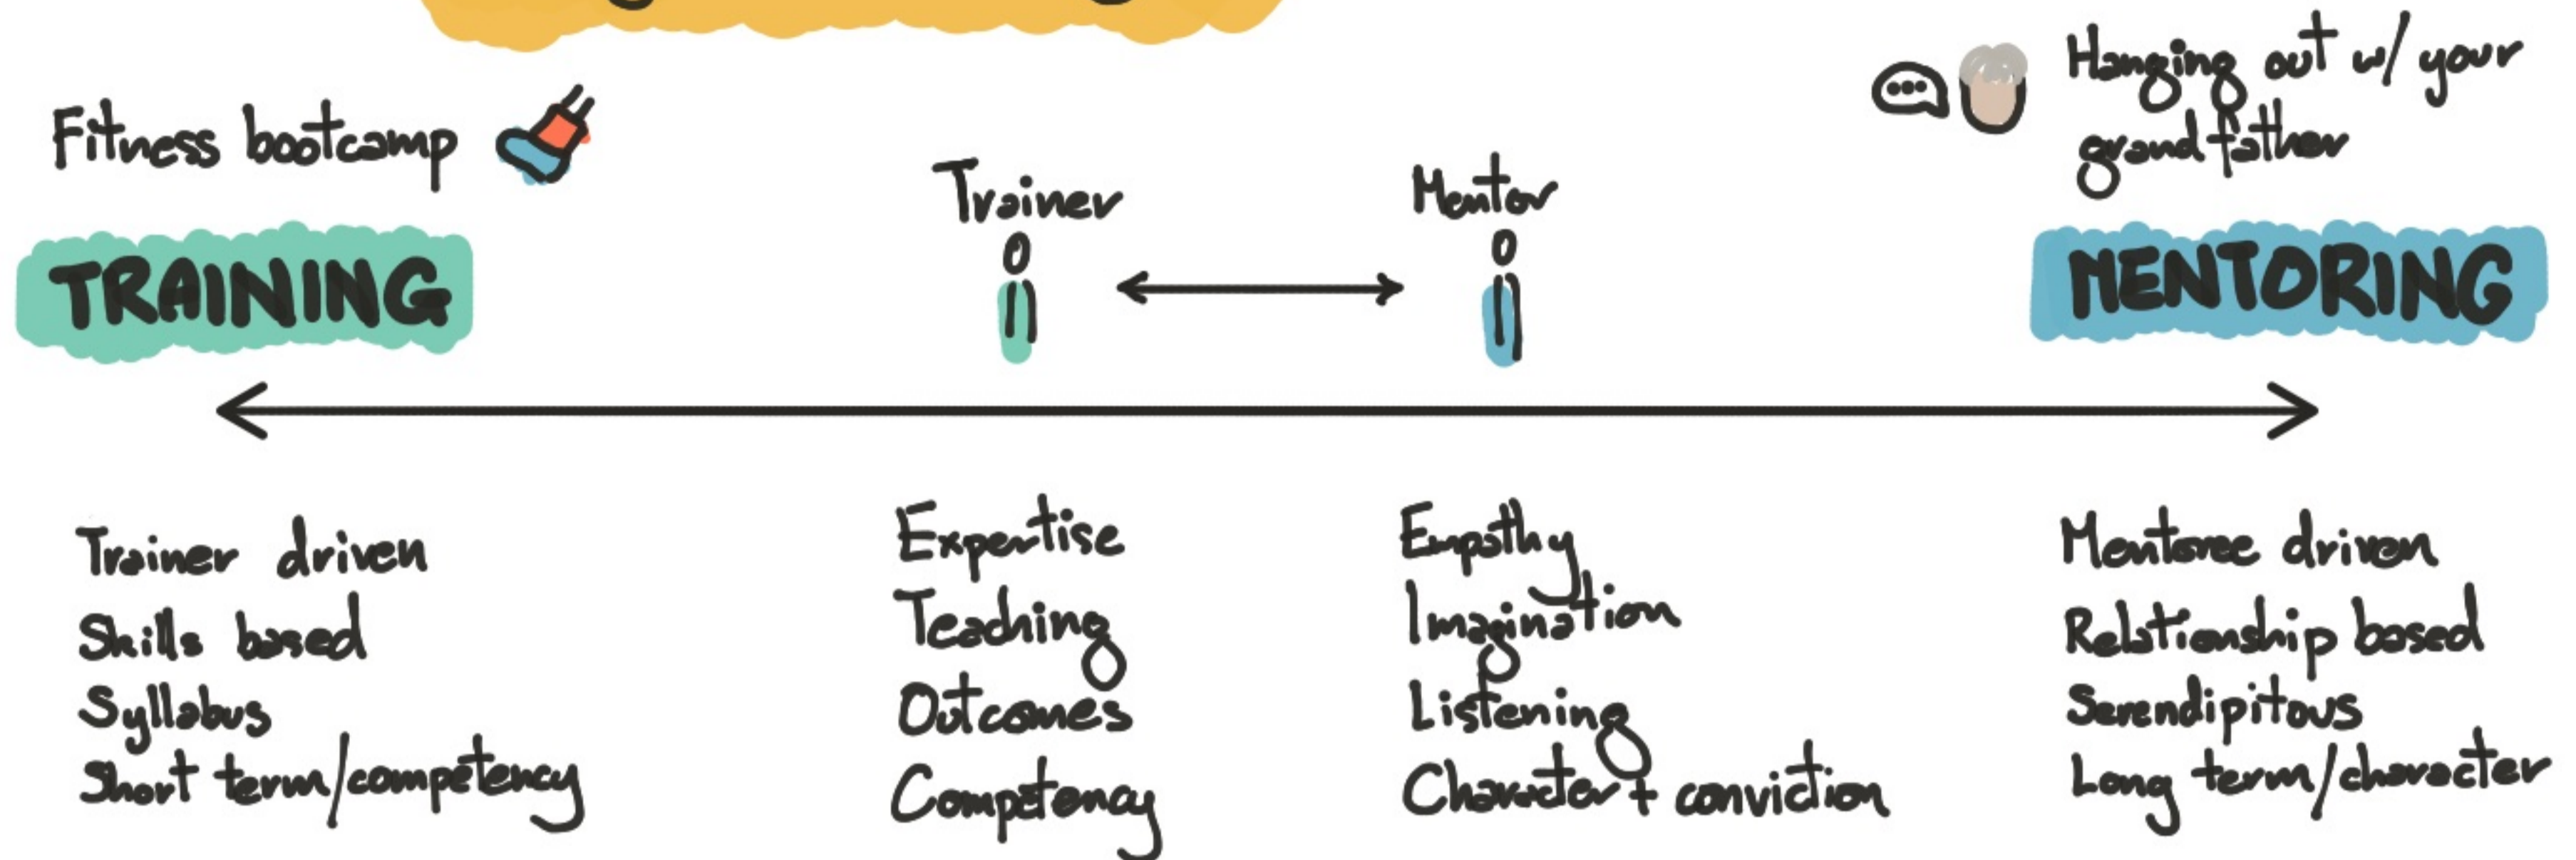 Fitness bootcamp
Hanging out w/ your
grandfather
Trainer
Mentor
TRAINING
MENTORING
Trainer driven
Skills based
Syllabus
Short term/competency
Expertise
Teaching
Outcomes
Competency
Empathy
Imagination
Listening
Character + conviction
Mentoree driven
Relationship based
Serendipitous
Long term/character